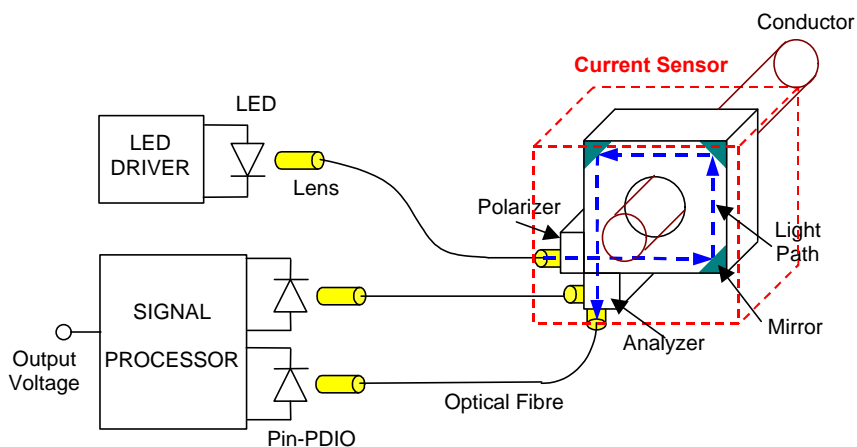 Conductor
Current Sensor
LED
LED
DRIVER
Lens
Polarizer
Light
Path
SIGNAL
PROCESSOR
Mirror
Analyzer
Output
Voltage
Optical Fibre
Pin-PDIO